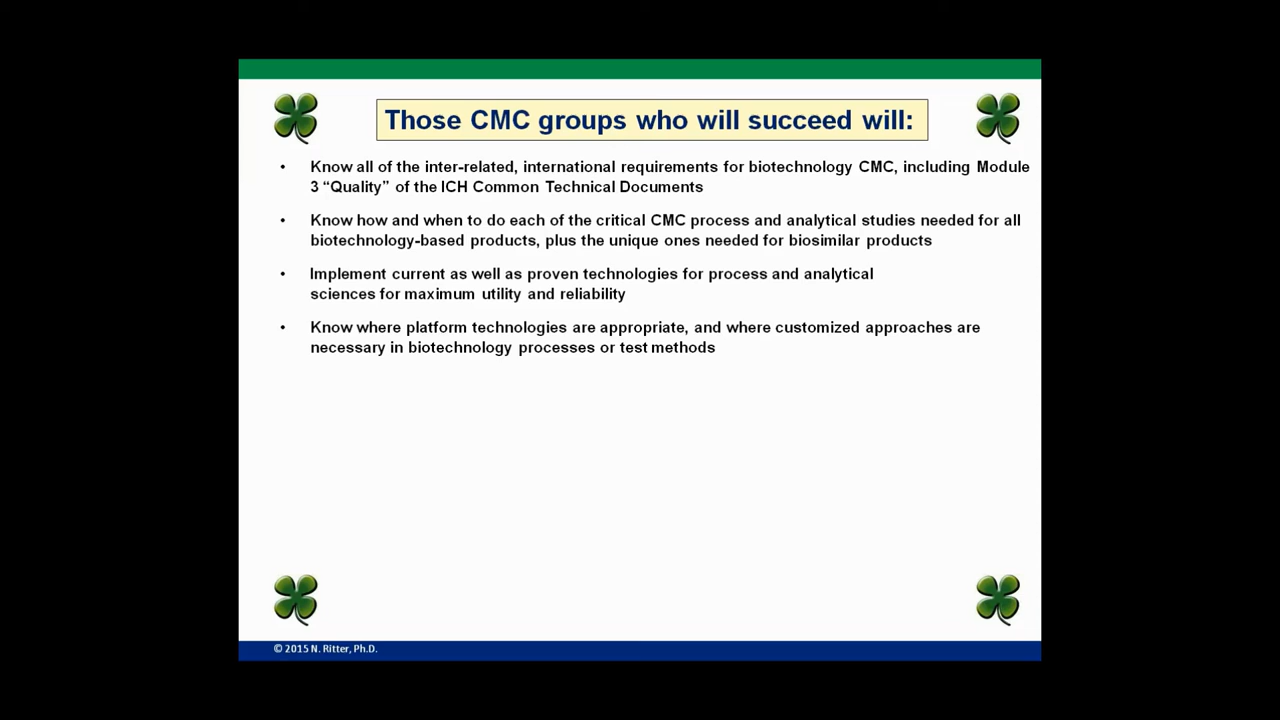 Those CMC groups who will succeed will:
• Know all of the inter-related, international requirements for biotechnology CMC, including Module
3 “Quality” of the ICH Common Technical Documents
• Know how and when to do each of the critical CMC process and analytical studies needed for all
biotechnology-based products, plus the unique ones needed for biosimilar products
• Implement current as well as proven technologies for process and analytical
sciences for maximum utility and reliability
• Know where platform technologies are appropriate, and where customized approaches are
necessary in biotechnology processes or test methods
© 2015 N. Ritter, Ph.D.